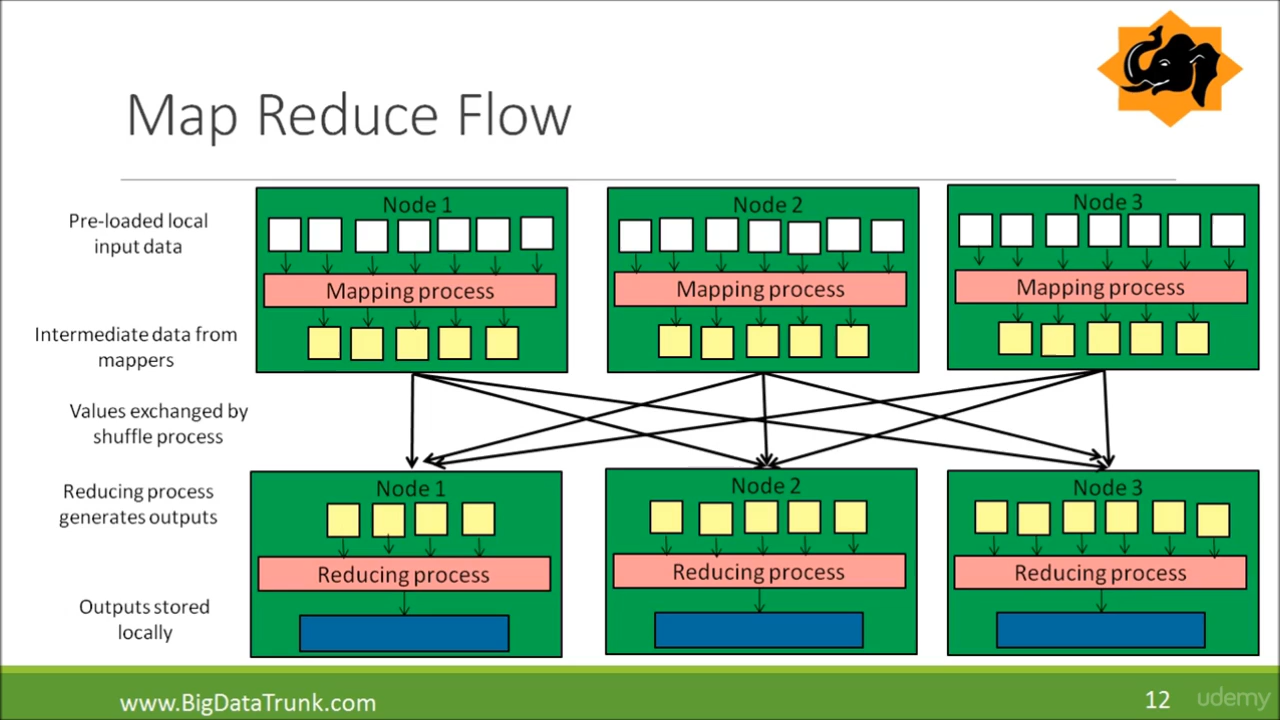 Map Reduce Flow
Pre-loaded local
input data
Node 1
Node 2
Node 3
Mapping process
Mapping process
Mapping process
Intermediate data from
mappers
Values exchanged by
shuffle process
Reducing process
generates outputs
Node 1
Node 2
Node 3
Reducing process
Reducing process
Reducing process
Outputs stored
locally
www.BigDataTrunk.com
12
udemy